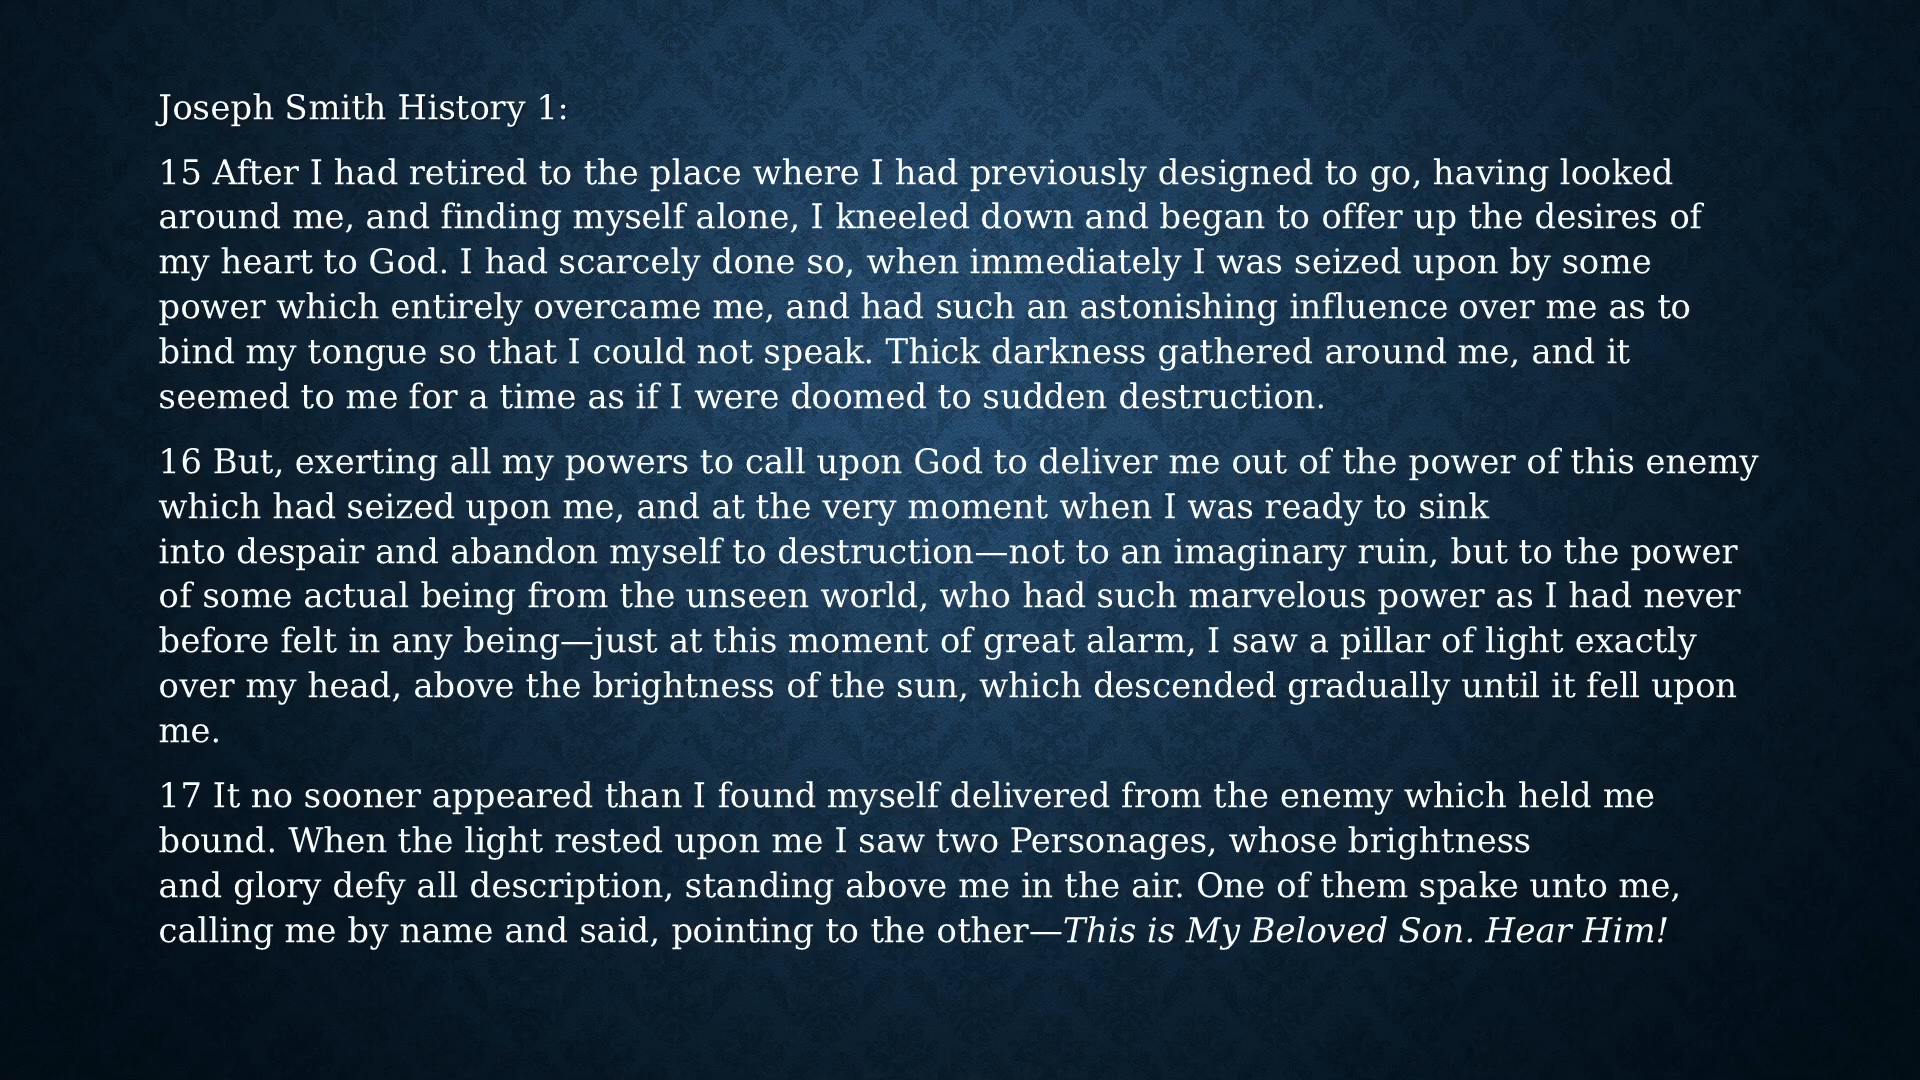 Joseph Smith History 1:
15 After I had retired to the place where I had previously designed to go, having looked
around me, and finding myself alone, I kneeled down and began to offer up the desires of
my heart to God. I had scarcely done so, when immediately I was seized upon by some
power which entirely overcame me, and had such an astonishing influence over me as to
bind my tongue so that I could not speak. Thick darkness gathered around me, and it
seemed to me for a time as if I were doomed to sudden destruction.
16 But, exerting all my powers to call upon God to deliver me out of the power of this enemy
which had seized upon me, and at the very moment when I was ready to sink
into despair and abandon myself to destruction—not to an imaginary ruin, but to the power
of some actual being from the unseen world, who had such marvelous power as I had never
before felt in any being—just at this moment of great alarm, I saw a pillar of light exactly
over my head, above the brightness of the sun, which descended gradually until it fell upon
me.
17 It no sooner appeared than I found myself delivered from the enemy which held me
bound. When the light rested upon me I saw two Personages, whose brightness
and glory defy all description, standing above me in the air. One of them spake unto me,
calling me by name and said, pointing to the other—This is My Beloved Son. Hear Him!